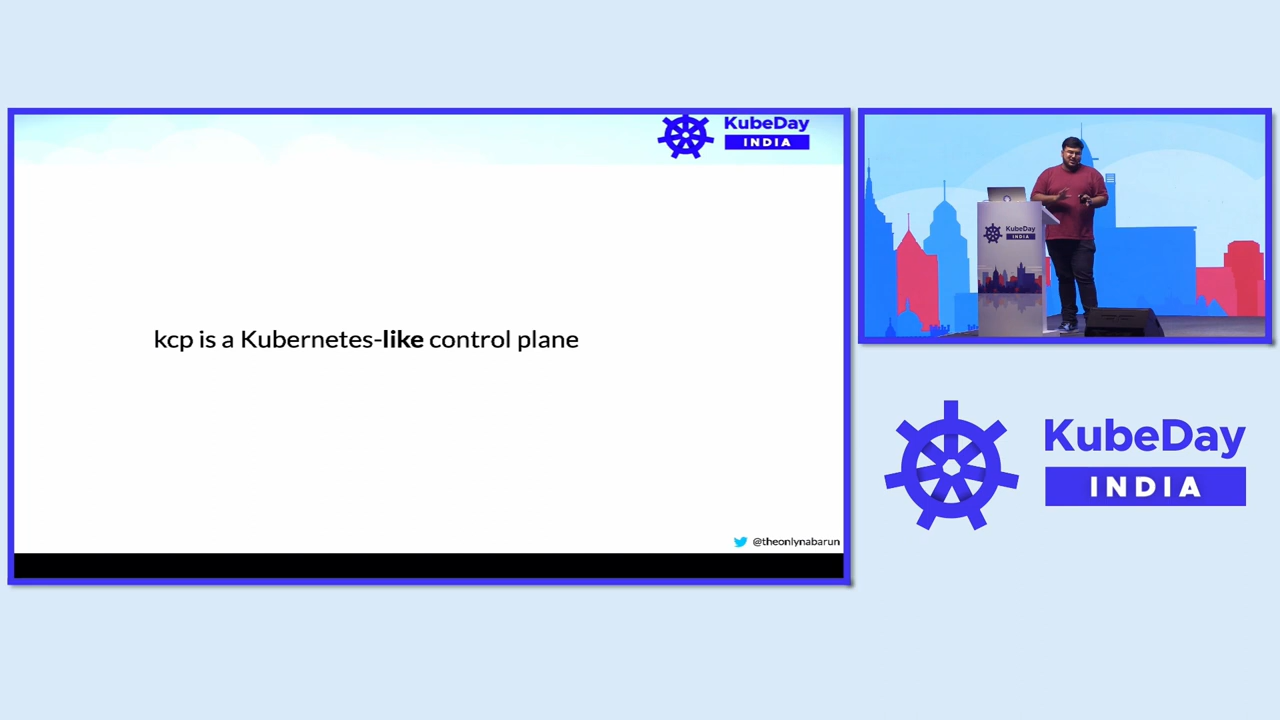 KubeDay
INDIA
kcp is a Kubernetes-like control plane
@theonlynabarun
KubeDay
INDIA
KubeDay
INDIA